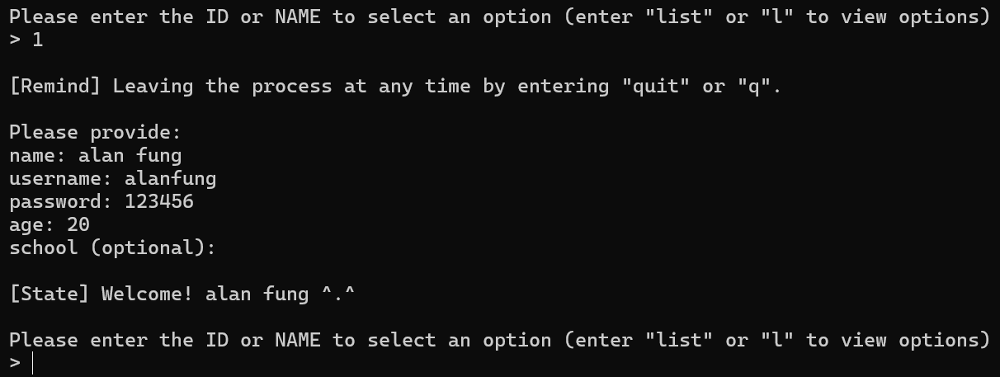 Please enter the ID or NAME to select an option (enter "list" or "l" to view options)
> 1
[Remind] Leaving the process at any time by entering "quit" or "q".
Please provide:
name: alan fung
username: alanfung
password: 123456
age: 20
school (optional):
[State] Welcome! alan fung ^.^
Please enter the ID or NAME to select an option (enter "list" or "l" to view options)
>